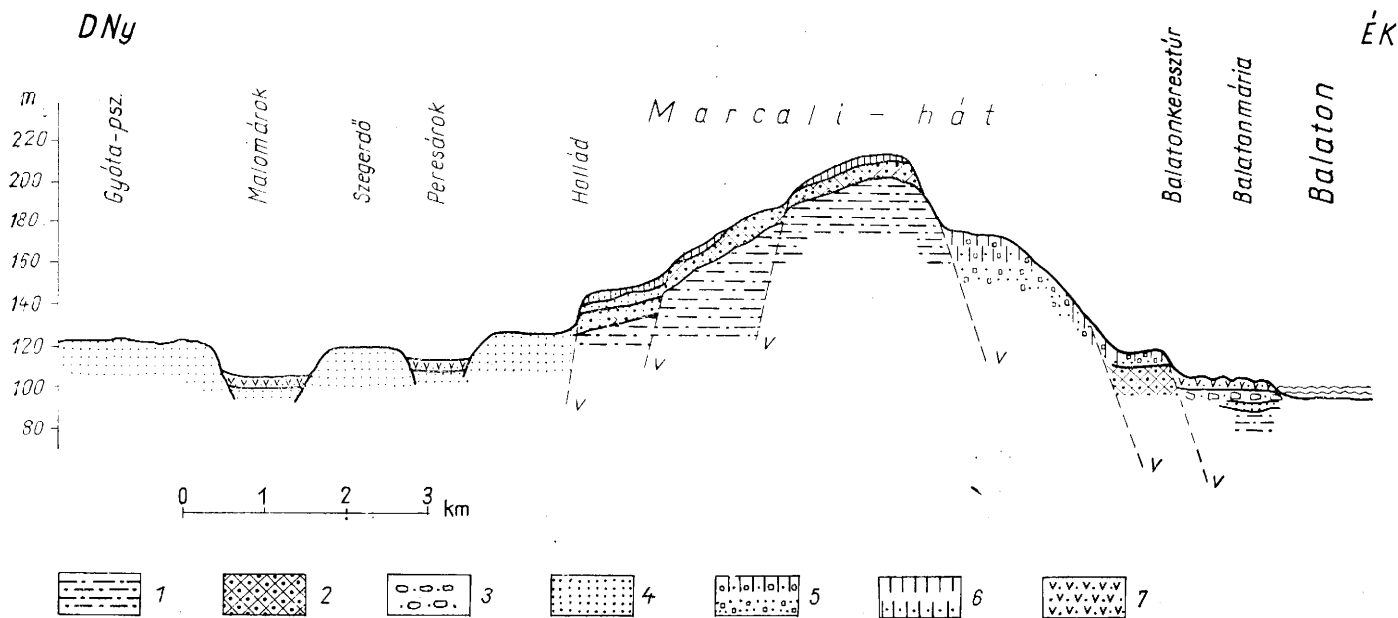 DNy
ÉK
m
220
200
180
160
140
120
100
80
Gyóta-psz.
Malomárok
Szegerdő
Peresárok
Hollád
Marcali - hát
Balatonkeresztúr
Balatonmária
Balaton
v
v
v
v
v
v
0 1 2 3 km
1 2 3 4 5 6 7